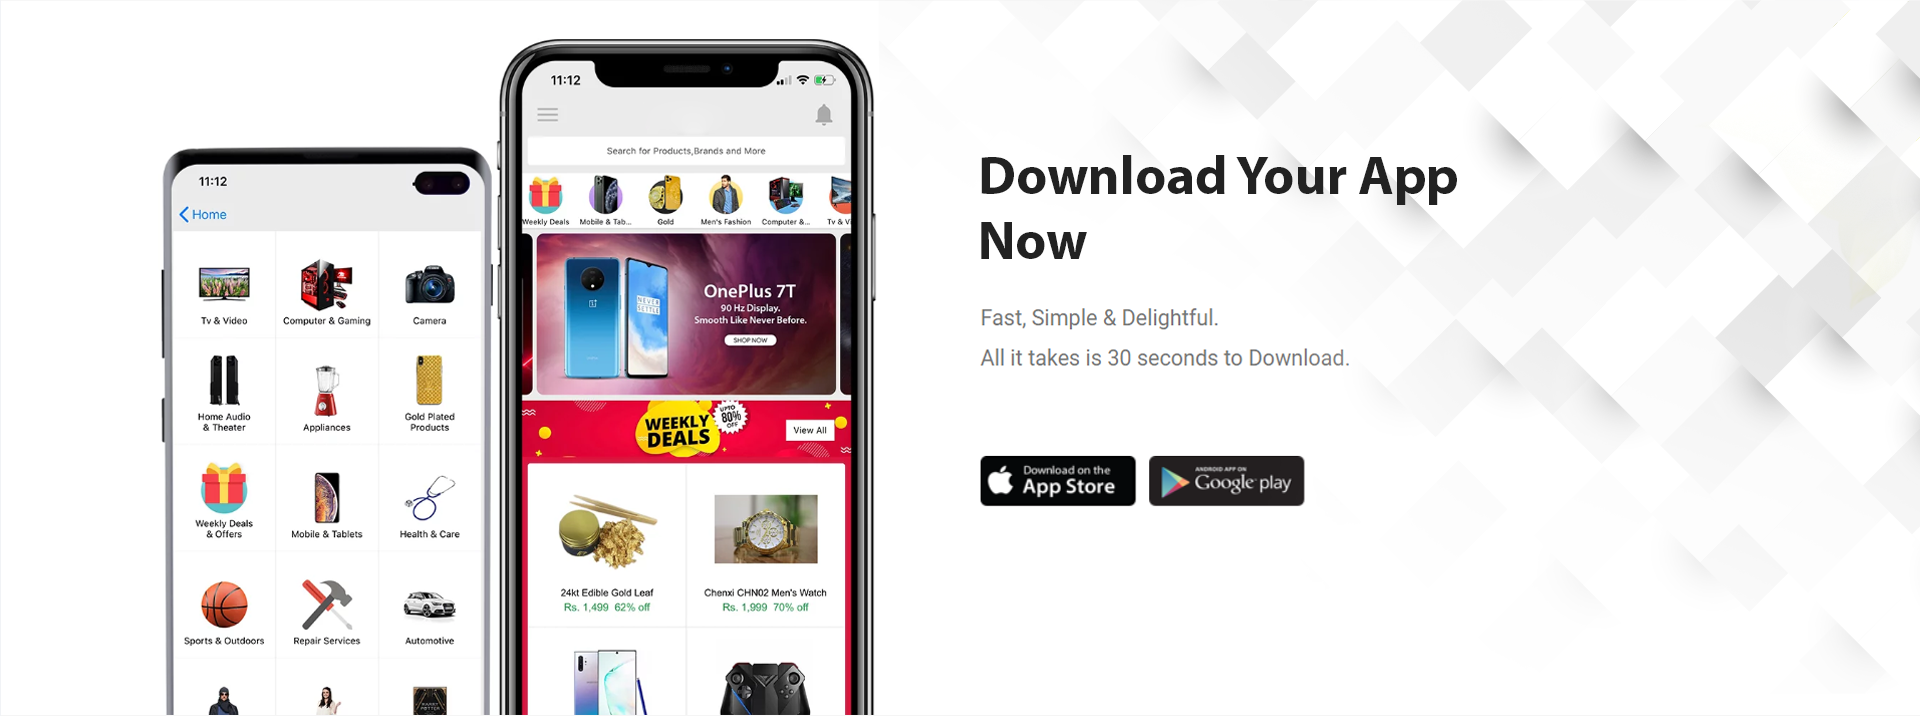 11:12
Home
Tv & Video
Computer & Gaming
Camera
Home Audio
& Theater
Appliances
Gold Plated
Products
Weekly Deals
& Offers
Mobile & Tablets
Health & Care
Sports & Outdoors
Repair Services
Automotive
HARRY
POTTER
11:12
Search for Products,Brands and More
Weekly Deals
Mobile & Tab...
Gold
Men's Fashion
Computer &...
Tv & Vi
NEVER
SETTLE
OnePlus 7T
90 Hz Display.
Smooth Like Never Before.
SHOP NOW
WEEKLY
DEALS
UPTO
80%
OFF
View All
24kt Edible Gold Leaf
Rs. 1,499 62% off
Chenxi CHN02 Men's Watch
Rs. 1,999 70% off
Download Your App
Now
Fast, Simple & Delightful.
All it takes is 30 seconds to Download.
Download on the
App Store
ANDROID APP ON
Google play